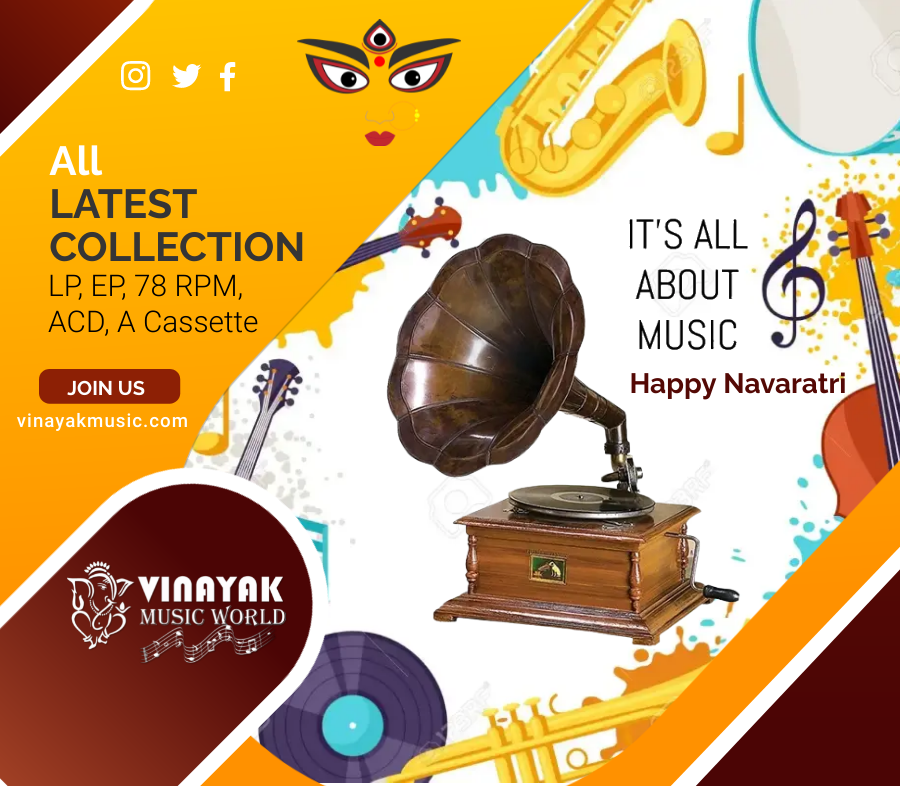 All
LATEST
COLLECTION
LP, EP, 78 RPM,
ACD, A Cassette
JOIN US
vinayakmusic.com
IT'S ALL
ABOUT
MUSIC
Happy Navaratri
VINAYAK
MUSIC WORLD